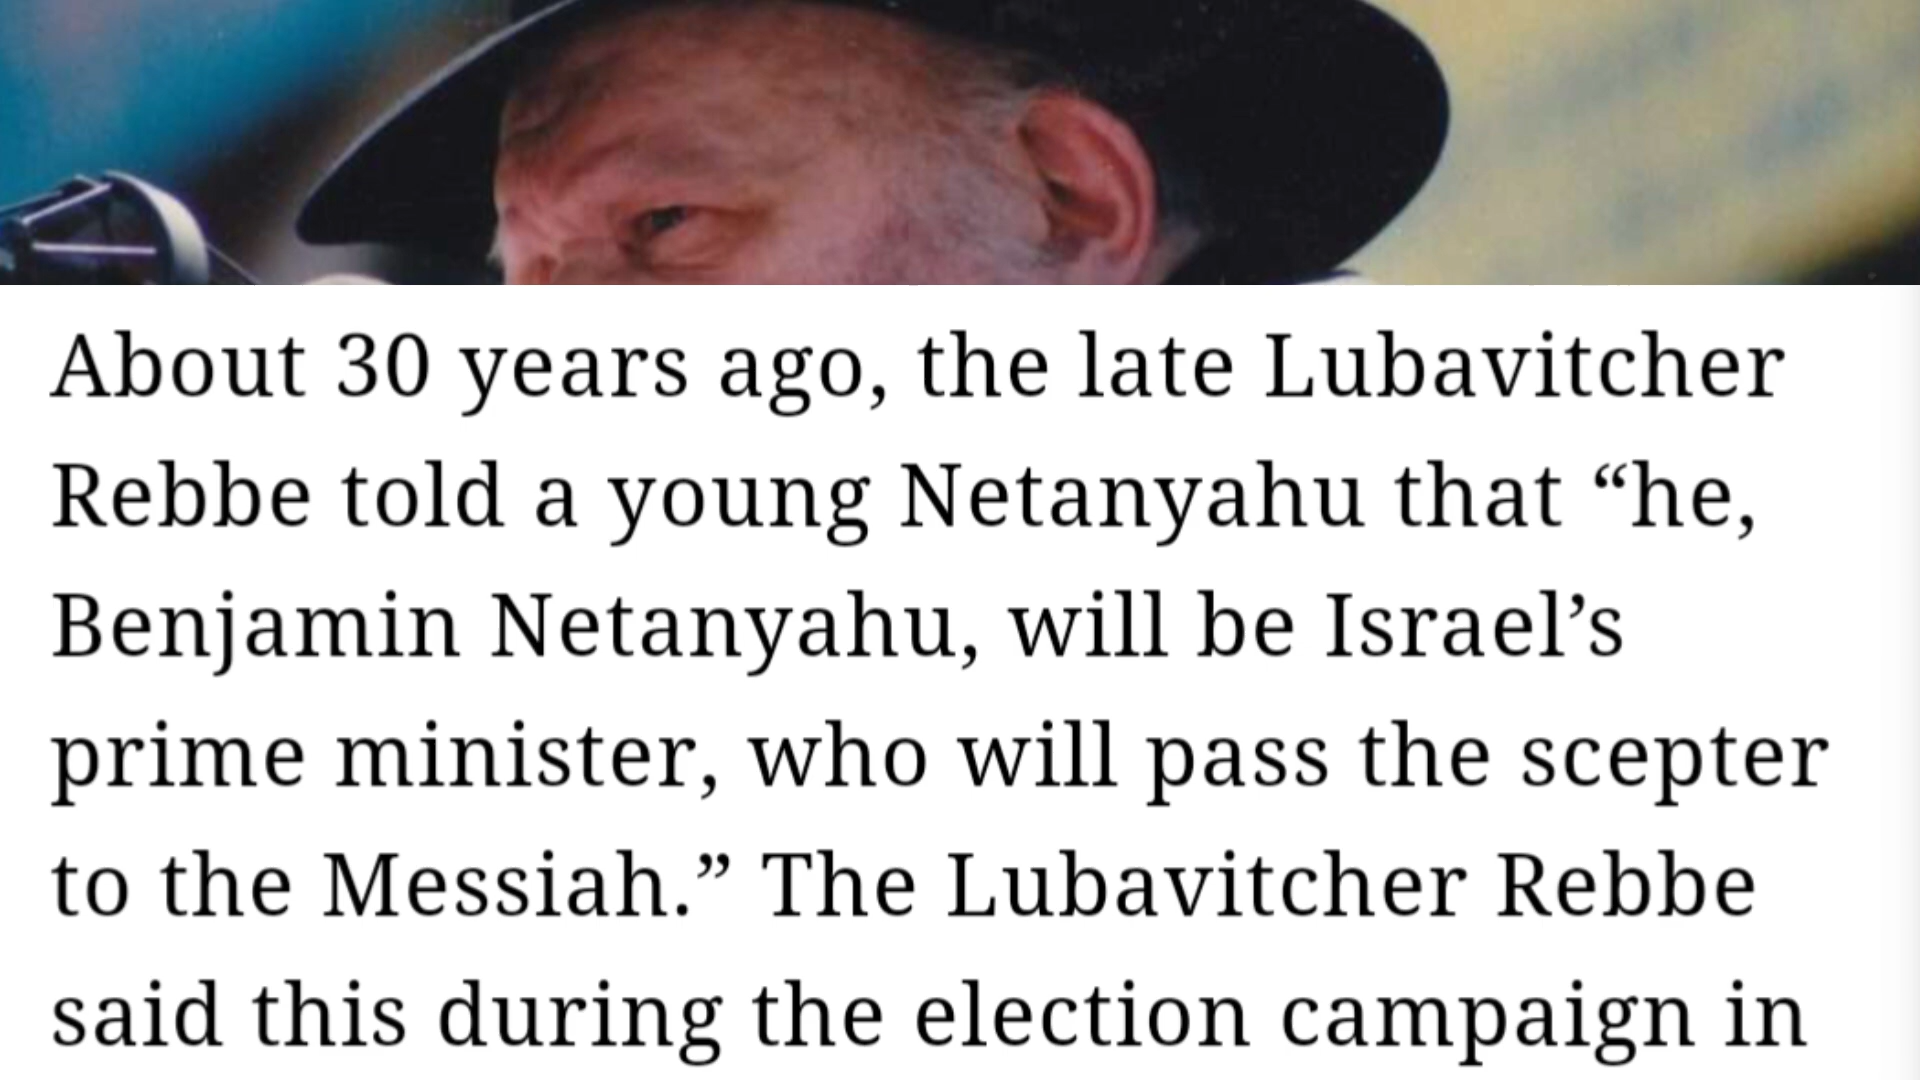 About 30 years ago, the late Lubavitcher
Rebbe told a young Netanyahu that “he,
Benjamin Netanyahu, will be Israel’s
prime minister, who will pass the scepter
to the Messiah.” The Lubavitcher Rebbe
said this during the election campaign in